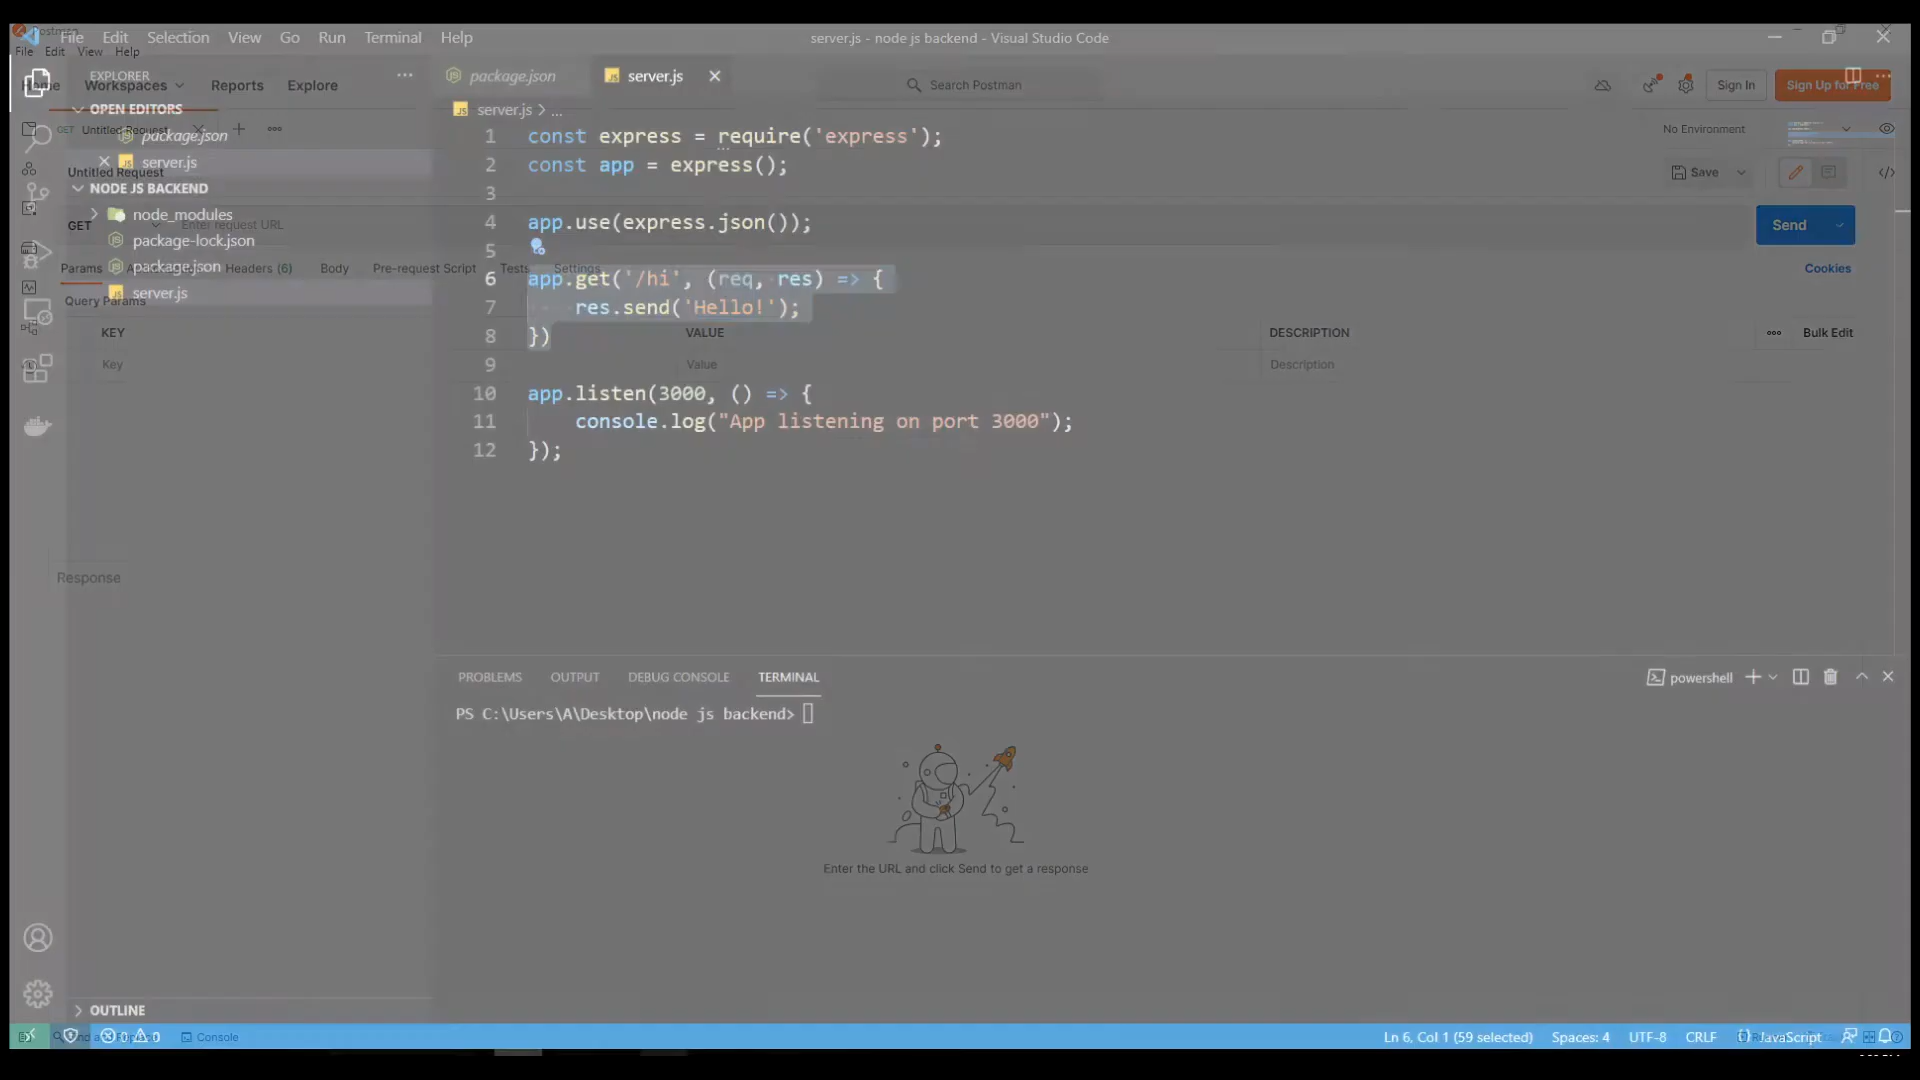 Postman
File Edit Selection View Go Run Terminal Help
server.js - node js backend - Visual Studio Code
File Edit View Help
EXPLORER
Workspaces Reports Explore
package.json
server.js
Search Postman
Sign In
Sign Up for Free
OPEN EDITORS
server.js > ...
GET Untitled Request
No Environment
package.json
server.js
Untitled Request
Save
NODE JS BACKEND
node_modules
GET
Enter request URL
Send
package-lock.json
package.json
Params
Headers (6)
Body
Pre-request Script
Tests
Settings
Cookies
server.js
Query Params
KEY
VALUE
DESCRIPTION
Bulk Edit
Key
Value
Description
1 const express = require('express');
2 const app = express();
3
4 app.use(express.json());
5
6 app.get('/hi', (req, res) => {
7 res.send('Hello!');
8 })
9
10 app.listen(3000, () => {
11 console.log("App listening on port 3000");
12 });
Response
PROBLEMS OUTPUT DEBUG CONSOLE TERMINAL
powershell
PS C:\Users\A\Desktop\node js backend>
Enter the URL and click Send to get a response
OUTLINE
0 0
Console
Ln 6, Col 1 (59 selected)
Spaces: 4
UTF-8
CRLF
JavaScript